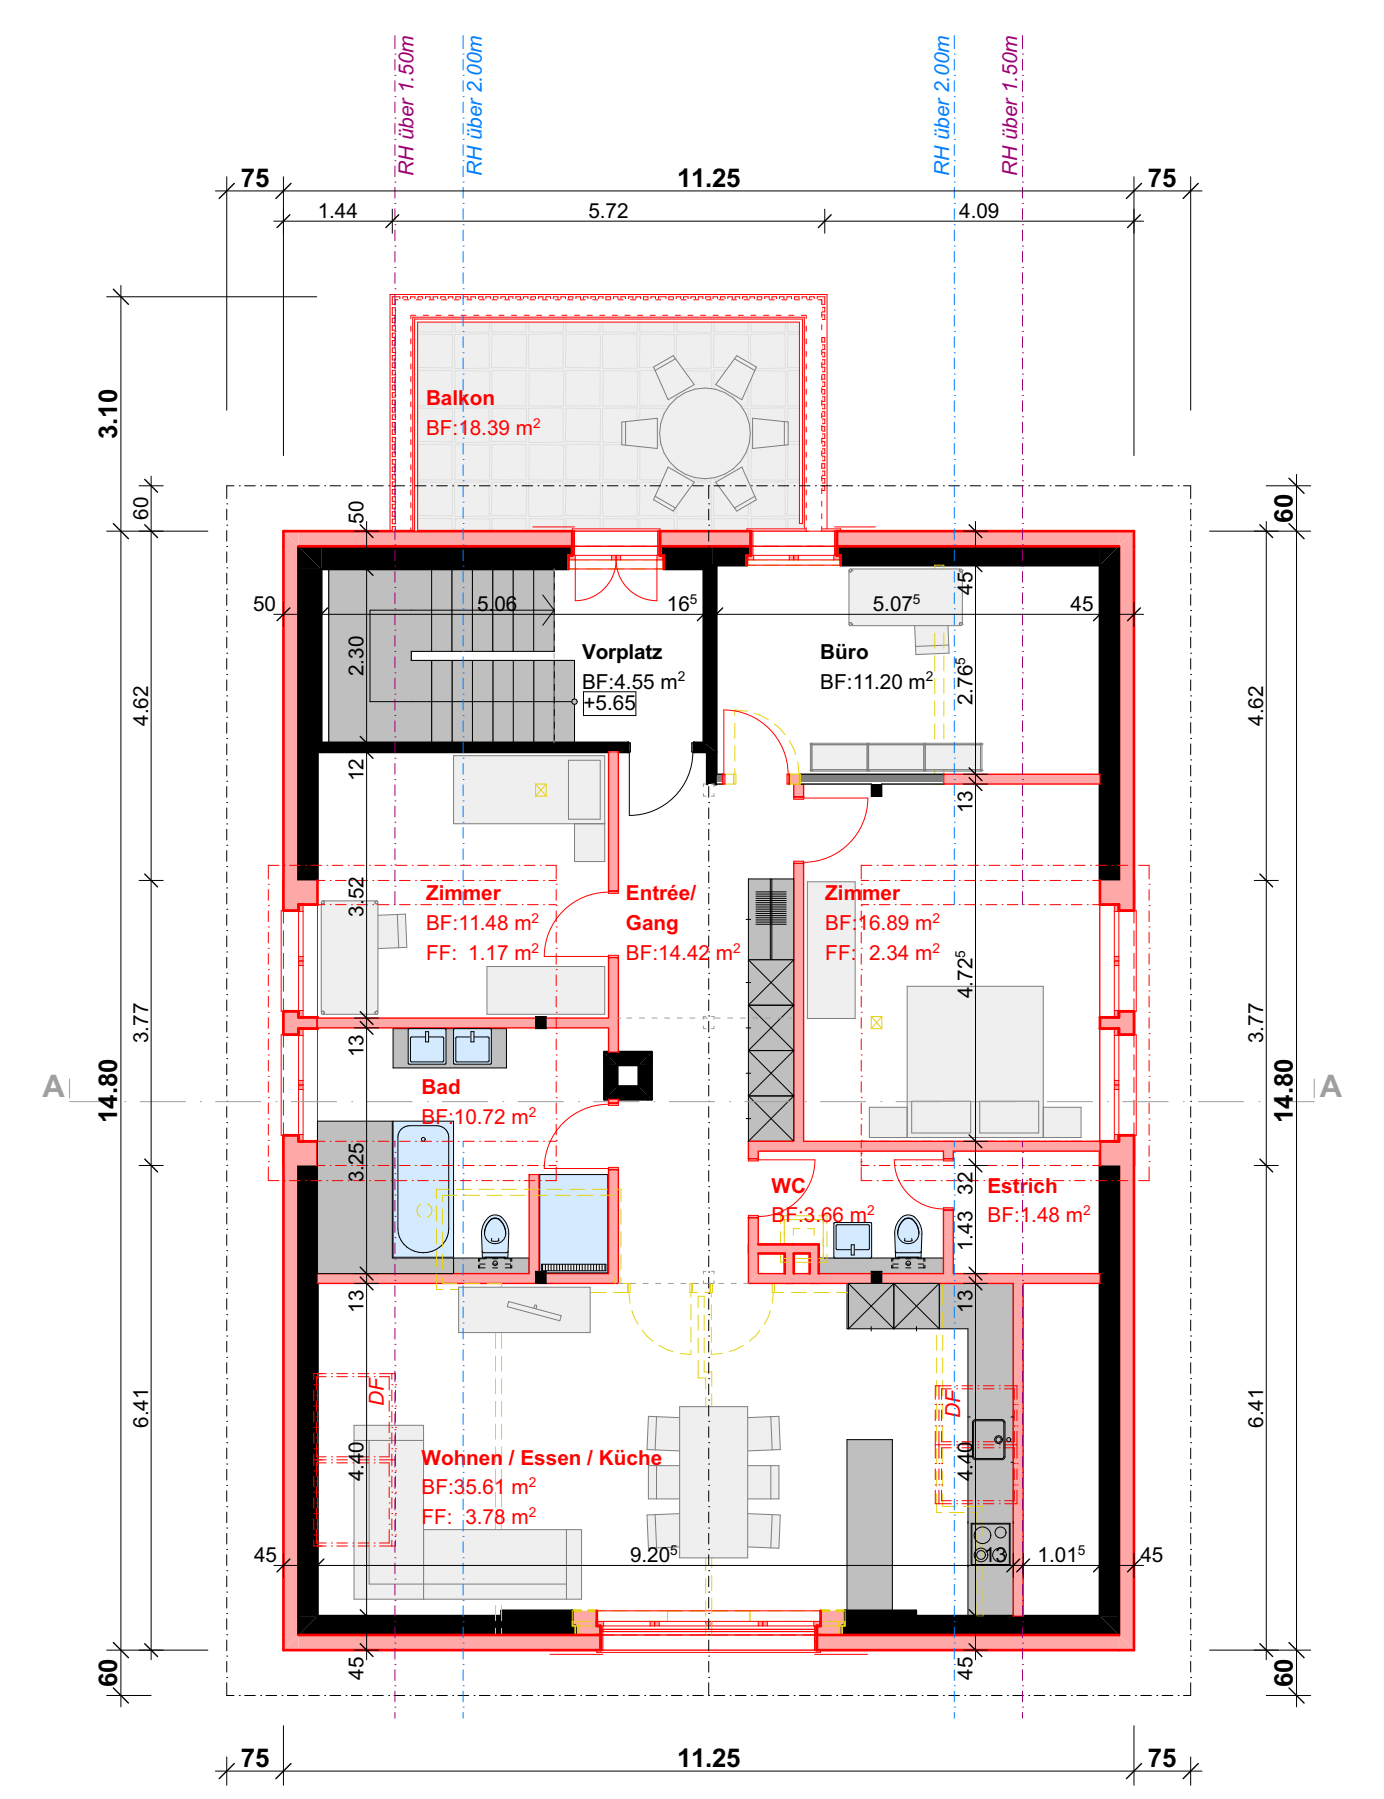 RH über 1.50m
RH über 2.00m
RH über 2.00m
RH über 1.50m
75
11.25
75
1.44
5.72
4.09
3.10
Balkon
BF:18.39 m²
60
50
60
50
5.06
16⁵
5.07⁵
45
45
4.62
2.30
Vorplatz
BF:4.55 m²
+5.65
Büro
BF:11.20 m²
2.76⁵
4.62
12
13
3.52
Zimmer
BF:11.48 m²
FF: 1.17 m²
Entrée/
Gang
BF:14.42 m²
Zimmer
BF:16.89 m²
FF: 2.34 m²
4.72⁵
3.77
3.77
13
A
14.80
Bad
BF:10.72 m²
14.80
A
3.25
WC
BF:3.66 m²
32
1.43
Estrich
BF:1.48 m²
13
13
DF
DF
6.41
4.40
Wohnen / Essen / Küche
BF:35.61 m²
FF: 3.78 m²
4.40
6.41
45
9.20⁵
13
1.01⁵
45
60
45
45
60
75
11.25
75